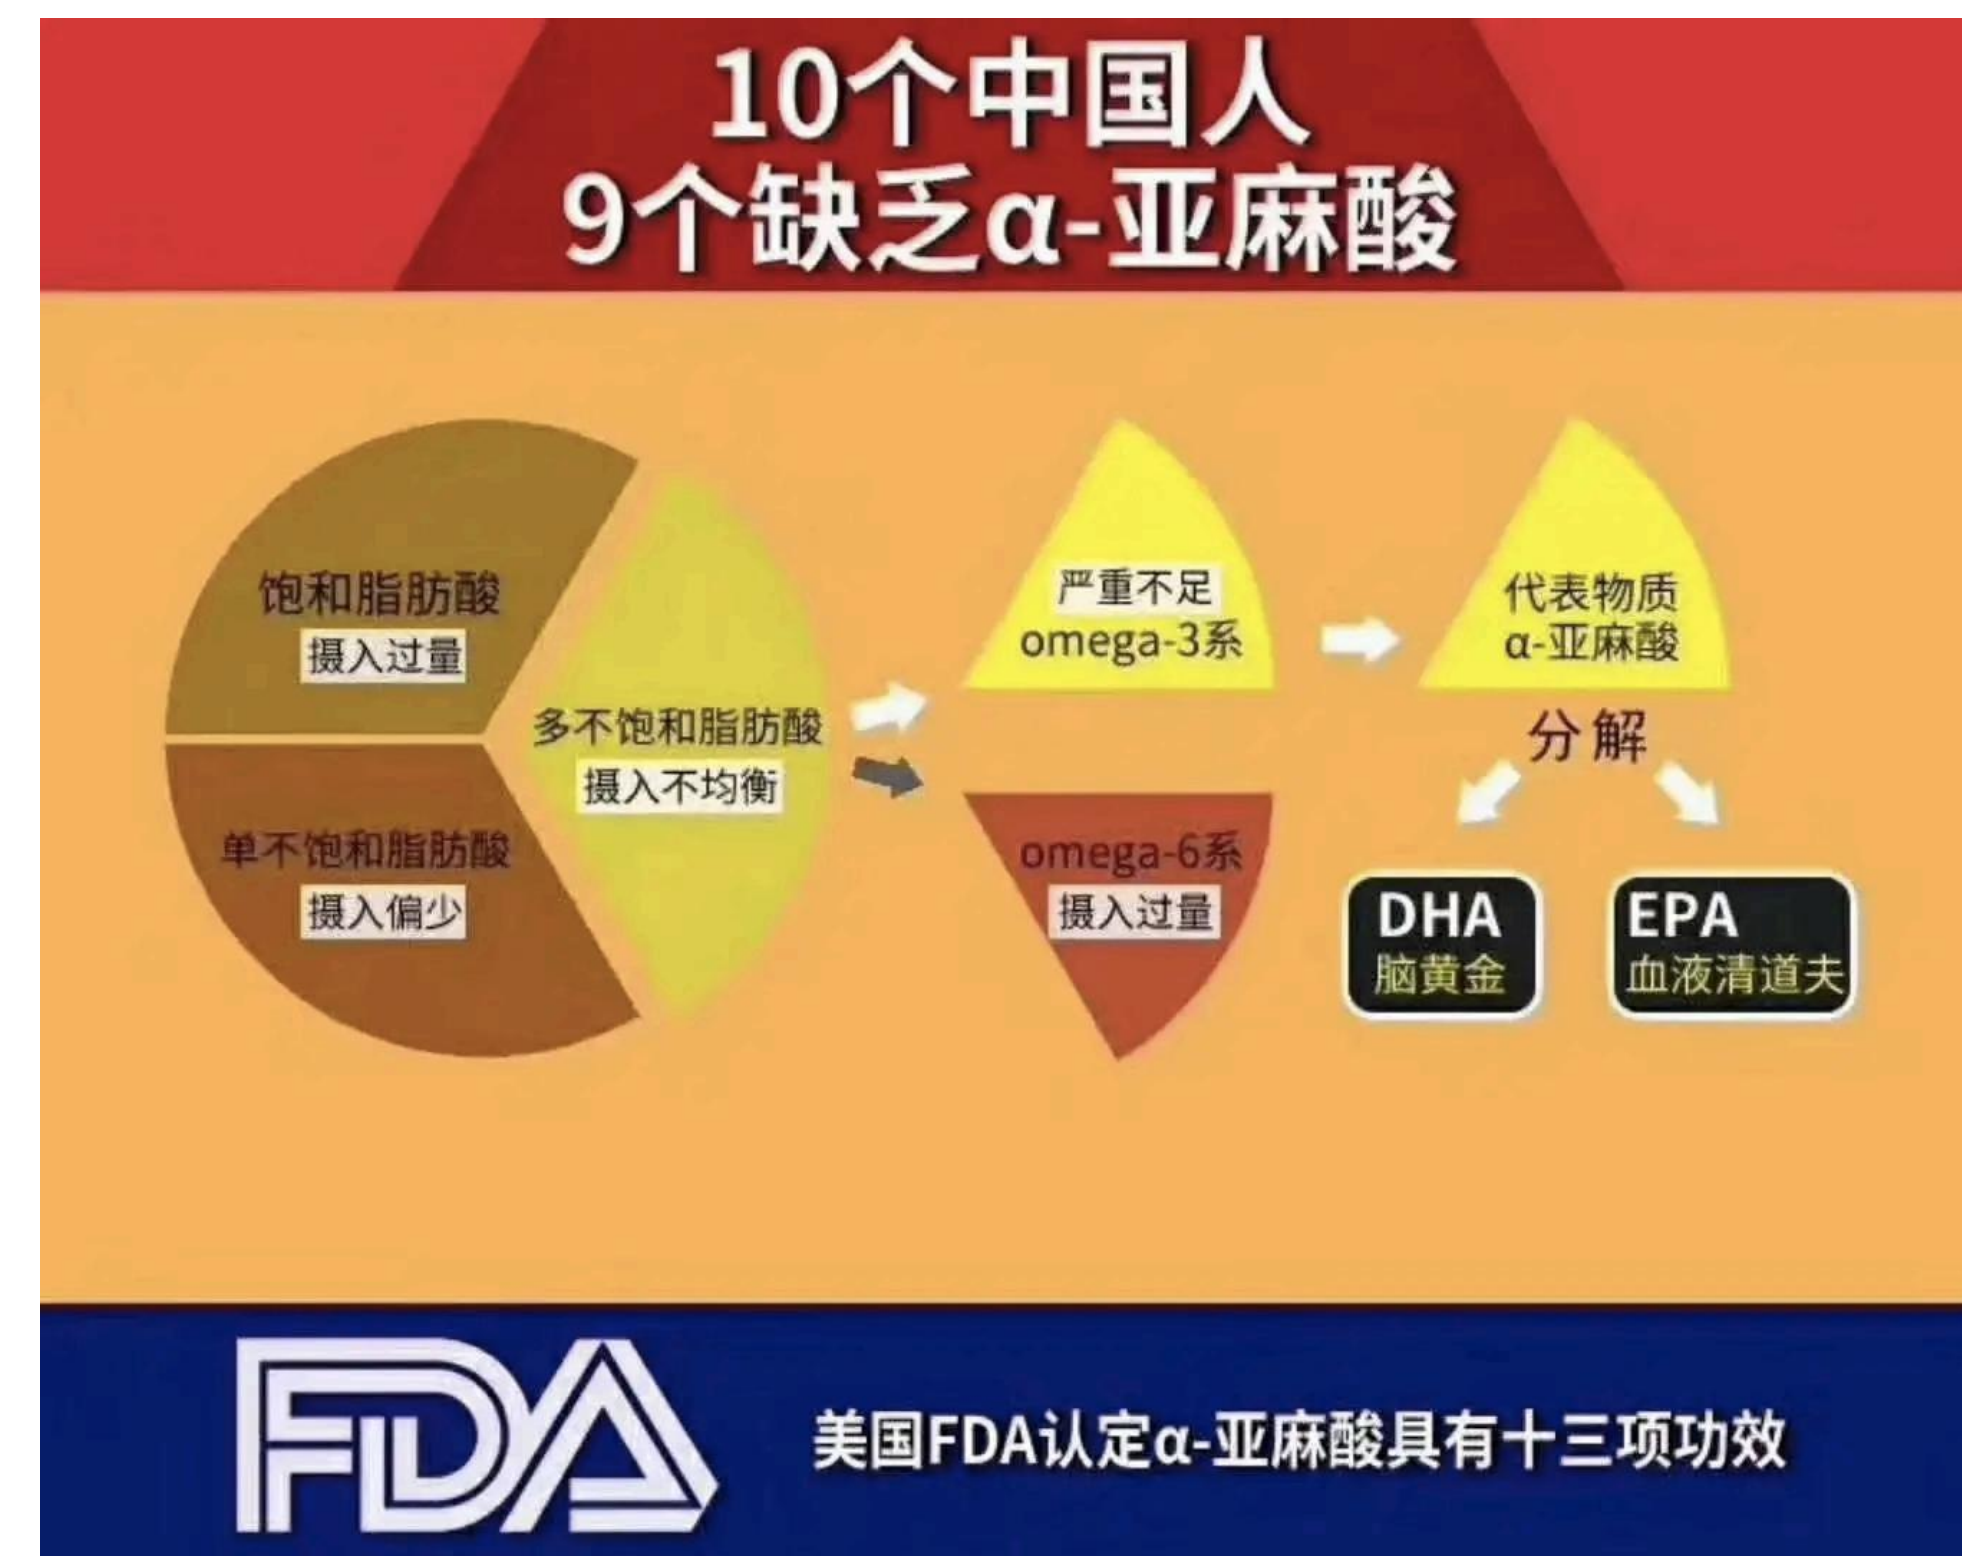 10个中国人
9个缺乏α-亚麻酸
饱和脂肪酸
摄入过量
单不饱和脂肪酸
摄入偏少
多不饱和脂肪酸
摄入不均衡
严重不足
omega-3系
omega-6系
摄入过量
代表物质
α-亚麻酸
分解
DHA
脑黄金
EPA
血液清道夫
FDA
美国FDA认定α-亚麻酸具有十三项功效